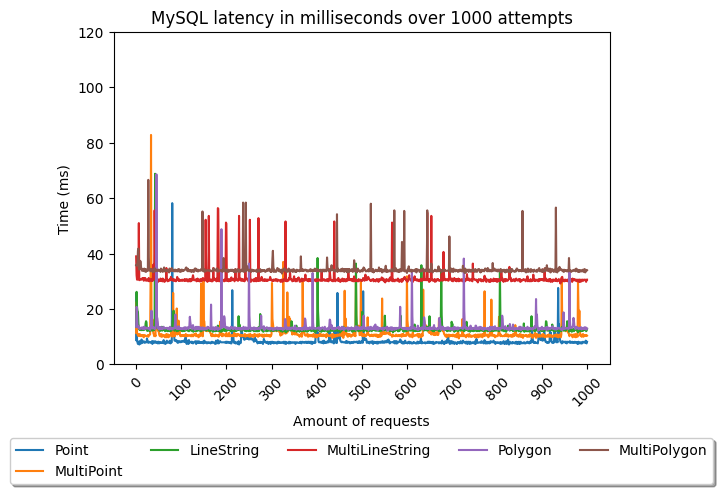 MySQL latency in milliseconds over 1000 attempts
120
100
80
60
40
20
0
Time (ms)
0 100 200 300 400 500 600 700 800 900 1000
Amount of requests
Point LineString MultiLineString Polygon MultiPolygon
MultiPoint